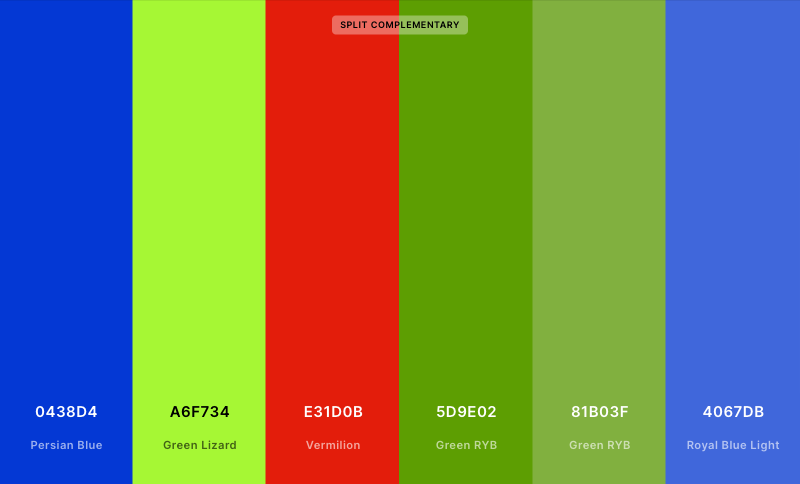 SPLIT COMPLEMENTARY
0438D4
Persian Blue
A6F734
Green Lizard
E31D0B
Vermilion
5D9E02
Green RYB
81B03F
Green RYB
4067DB
Royal Blue Light